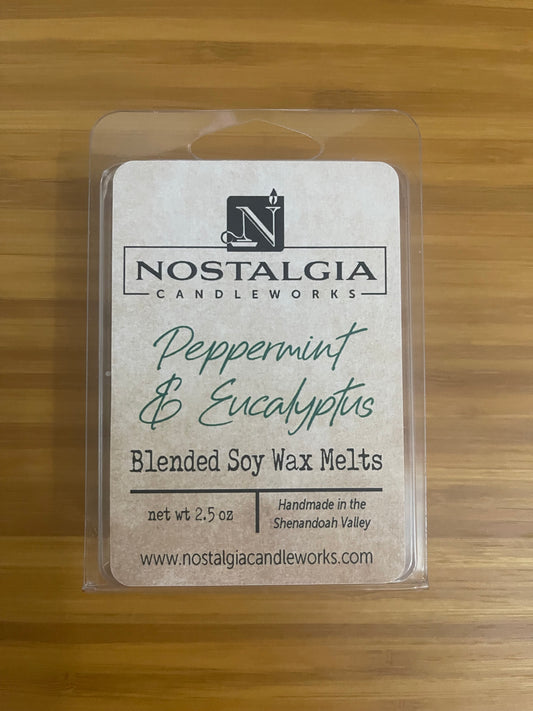 N
NOSTALGIA
CANDLEWORKS
Peppermint
& Eucalyptus
Blended Soy Wax Melts
net wt 2.5 oz
Handmade in the
Shenandoah Valley
www.nostalgiacandleworks.com